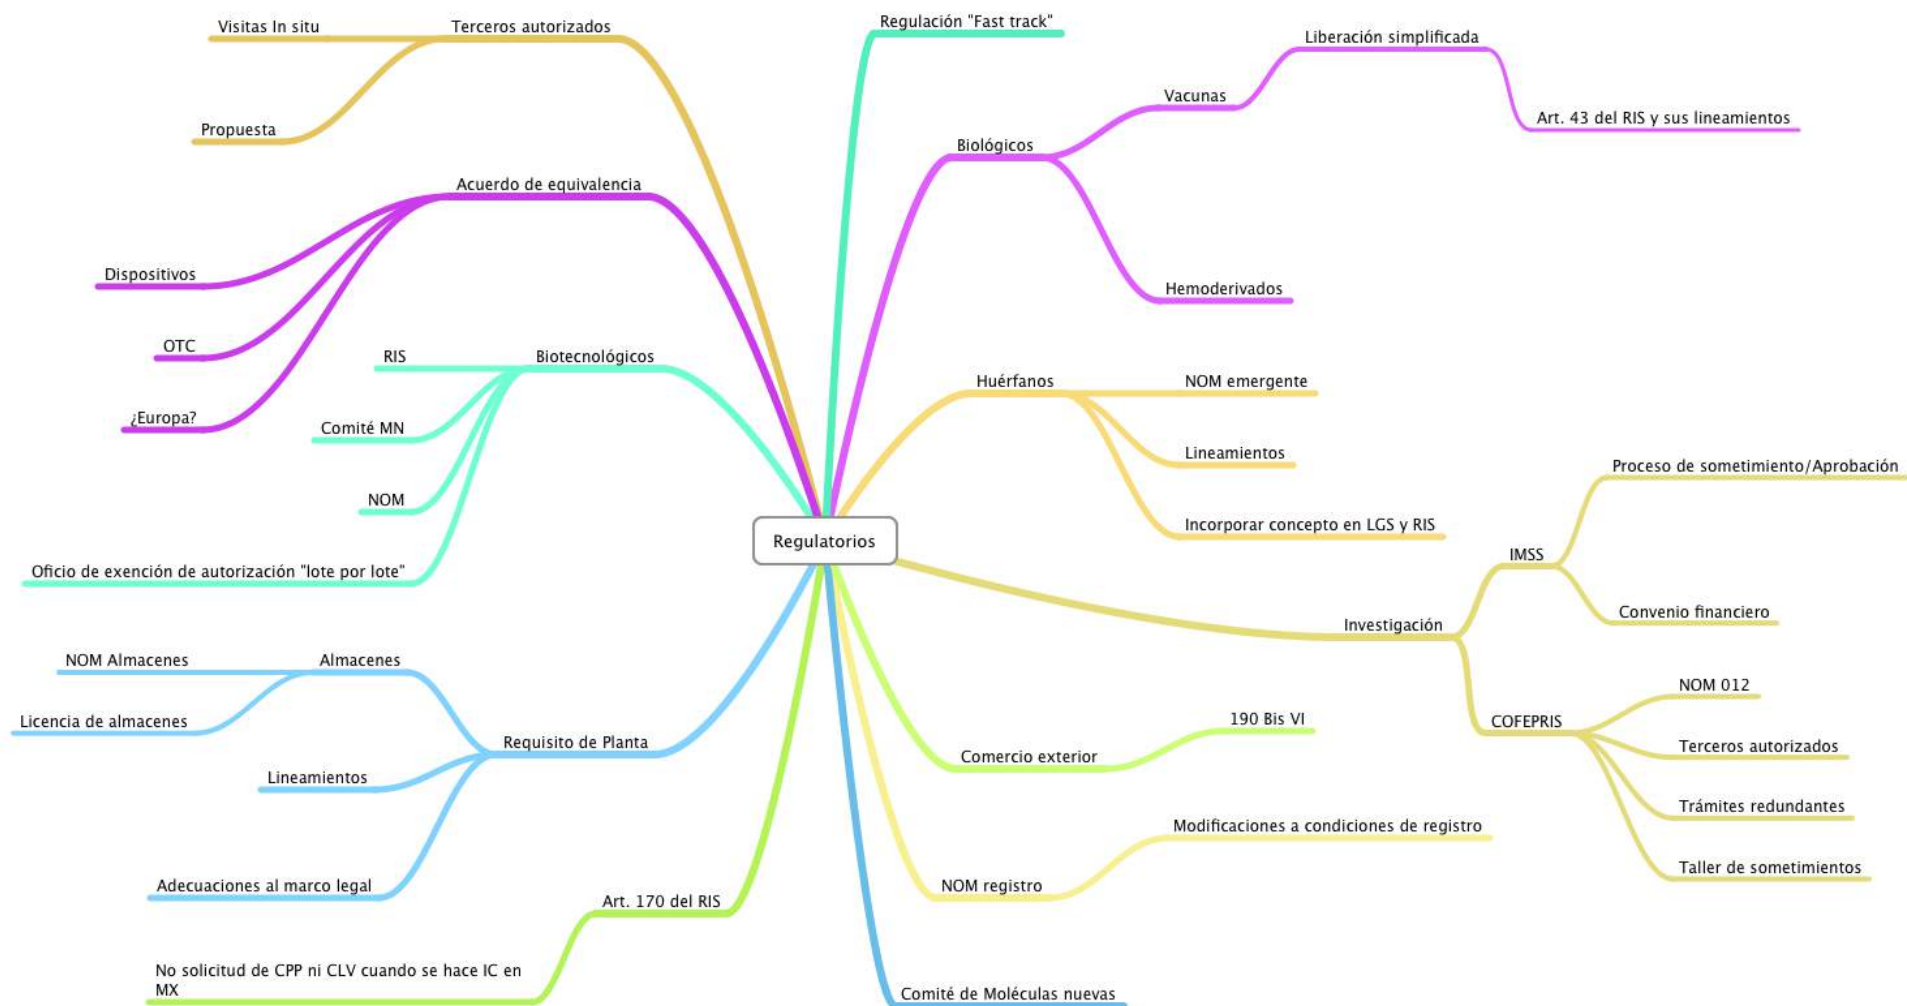 Regulatorios
Regulación "Fast track"
Biológicos
Vacunas
Liberación simplificada
Art. 43 del RIS y sus lineamientos
Hemoderivados
Huérfanos
NOM emergente
Lineamientos
Incorporar concepto en LGS y RIS
Investigación
IMSS
Proceso de sometimiento/Aprobación
Convenio financiero
COFEPRIS
NOM 012
Terceros autorizados
Trámites redundantes
Taller de sometimientos
Comercio exterior
190 Bis VI
NOM registro
Modificaciones a condiciones de registro
Comité de Moléculas nuevas
Terceros autorizados
Visitas In situ
Propuesta
Acuerdo de equivalencia
Dispositivos
OTC
¿Europa?
Biotecnológicos
RIS
Comité MN
NOM
Oficio de exención de autorización "lote por lote"
Requisito de Planta
Almacenes
NOM Almacenes
Licencia de almacenes
Lineamientos
Adecuaciones al marco legal
Art. 170 del RIS
No solicitud de CPP ni CLV cuando se hace IC en
MX